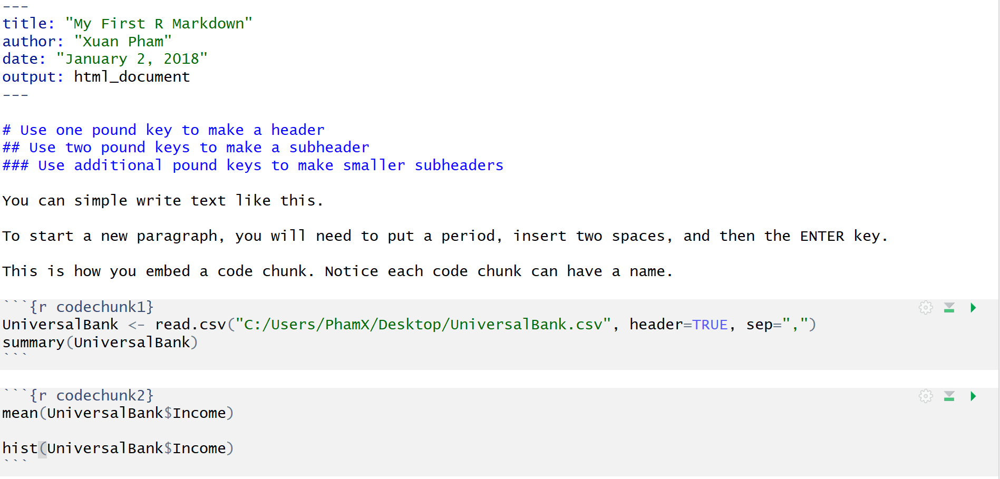 ---
title: "My First R Markdown"
author: "Xuan Pham"
date: "January 2, 2018"
output: html_document
---
# Use one pound key to make a header
## Use two pound keys to make a subheader
### Use additional pound keys to make smaller subheaders
You can simple write text like this.
To start a new paragraph, you will need to put a period, insert two spaces, and then the ENTER key.
This is how you embed a code chunk. Notice each code chunk can have a name.
```{r codechunk1}
UniversalBank <- read.csv("C:/Users/PhamX/Desktop/UniversalBank.csv", header=TRUE, sep=",")
summary(UniversalBank)
```
```{r codechunk2}
mean(UniversalBank$Income)
hist(UniversalBank$Income)
```